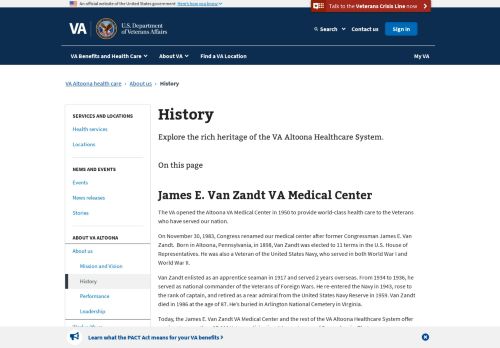 An official website of the United States government. Here's how you know
Talk to the Veterans Crisis Line now
VA
U.S. Department
of Veterans Affairs
Search
Contact us
Sign in
VA Benefits and Health Care
About VA
Find a VA Location
My VA
VA Altoona health care › About us › History
SERVICES AND LOCATIONS
Health services
Locations
NEWS AND EVENTS
Events
News releases
Stories
ABOUT VA ALTOONA
About us
Mission and Vision
History
Performance
Leadership
History
Explore the rich heritage of the VA Altoona Healthcare System.
On this page
James E. Van Zandt VA Medical Center
The VA opened the Altoona VA Medical Center in 1950 to provide world-class health care to the Veterans
who have served our nation.
On November 30, 1983, Congress renamed our medical center after former Congressman James E. Van
Zandt. Born in Altoona, Pennsylvania, in 1898, Van Zandt was elected to 11 terms in the U.S. House of
Representatives. He was also a Veteran of the United States Navy, who served in both World War I and
World War II.
Van Zandt enlisted as an apprentice seaman in 1917 and served 2 years overseas. From 1934 to 1936, he
served as national commander of the Veterans of Foreign Wars. He re-entered the Navy in 1943, rose to
the rank of captain, and retired as a rear admiral from the United States Navy Reserve in 1959. Van Zandt
died in 1986 at the age of 87. He's buried in Arlington National Cemetery in Virginia.
Today, the James E. Van Zandt VA Medical Center and the rest of the VA Altoona Healthcare System offer
Learn what the PACT Act means for your VA benefits